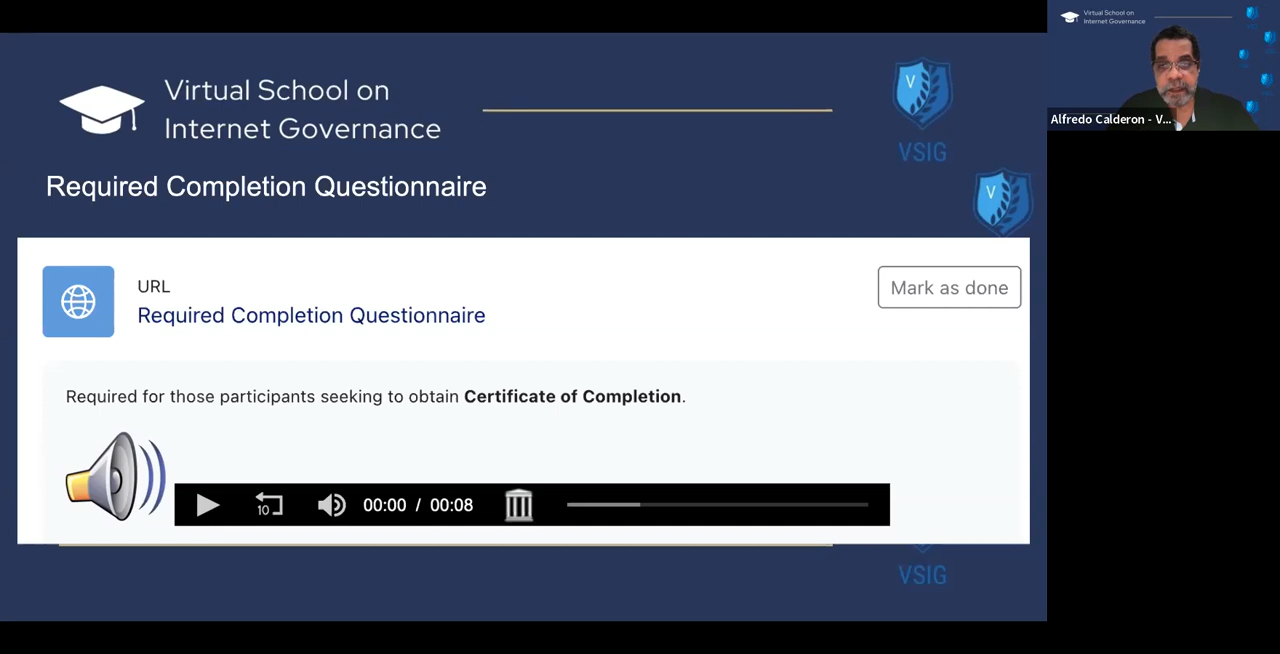 Virtual School on
Internet Governance
V
VSIG
V
Required Completion Questionnaire
URL
Required Completion Questionnaire
Mark as done
Required for those participants seeking to obtain Certificate of Completion.
10
00:00 / 00:08
VSIG
Virtual School on
Internet Governance
Alfredo Calderon - V...